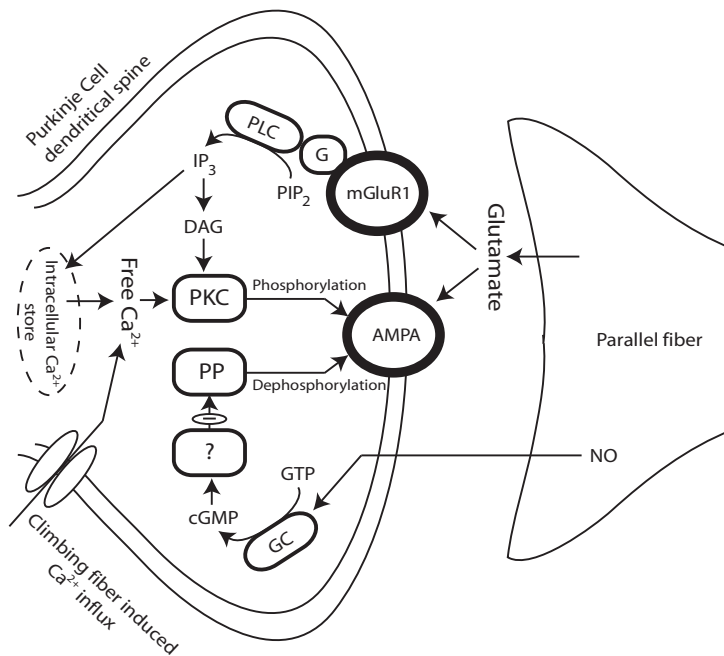 Purkinje Cell
dendritical spine
PLC
G
mGluR1
IP3
PIP2
DAG
Glutamate
Intracellular Ca2+
store
Free Ca2+
PKC
Phosphorylation
AMPA
Parallel fiber
PP
Dephosphorylation
?
GTP
NO
cGMP
GC
Climbing fiber induced
Ca2+ influx